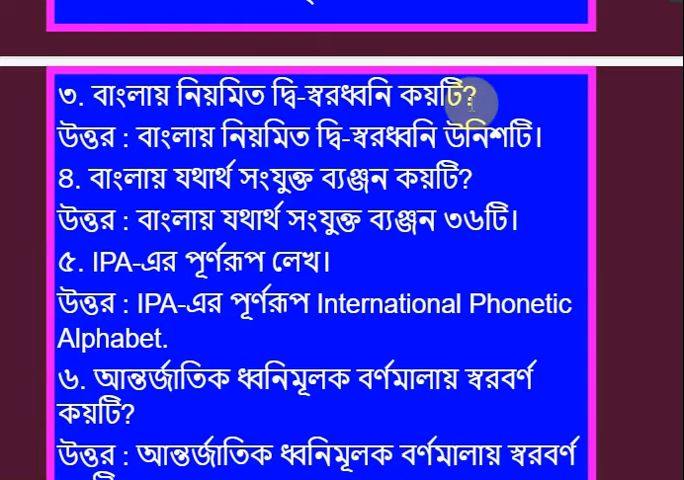 ৩. বাংলায় নিয়মিত দ্বি-স্বরধ্বনি কয়টি?
উত্তর : বাংলায় নিয়মিত দ্বি-স্বরধ্বনি উনিশটি।
৪. বাংলায় যথার্থ সংযুক্ত ব্যঞ্জন কয়টি?
উত্তর : বাংলায় যথার্থ সংযুক্ত ব্যঞ্জন ৩৬টি।
৫. IPA-এর পূর্ণরূপ লেখ।
উত্তর : IPA-এর পূর্ণরূপ International Phonetic
Alphabet.
৬. আন্তর্জাতিক ধ্বনিমূলক বর্ণমালায় স্বরবর্ণ
কয়টি?
উত্তর : আন্তর্জাতিক ধ্বনিমূলক বর্ণমালায় স্বরবর্ণ